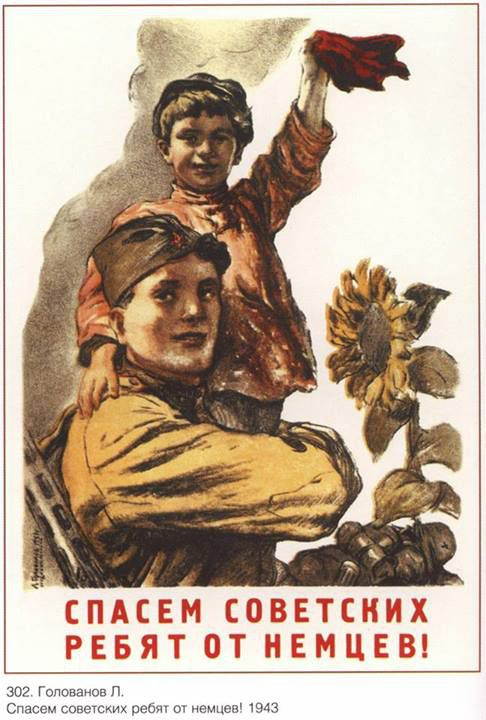 СПАСЕМ СОВЕТСКИХ
РЕБЯТ ОТ НЕМЦЕВ!
302. Голованов Л.
Спасем советских ребят от немцев! 1943